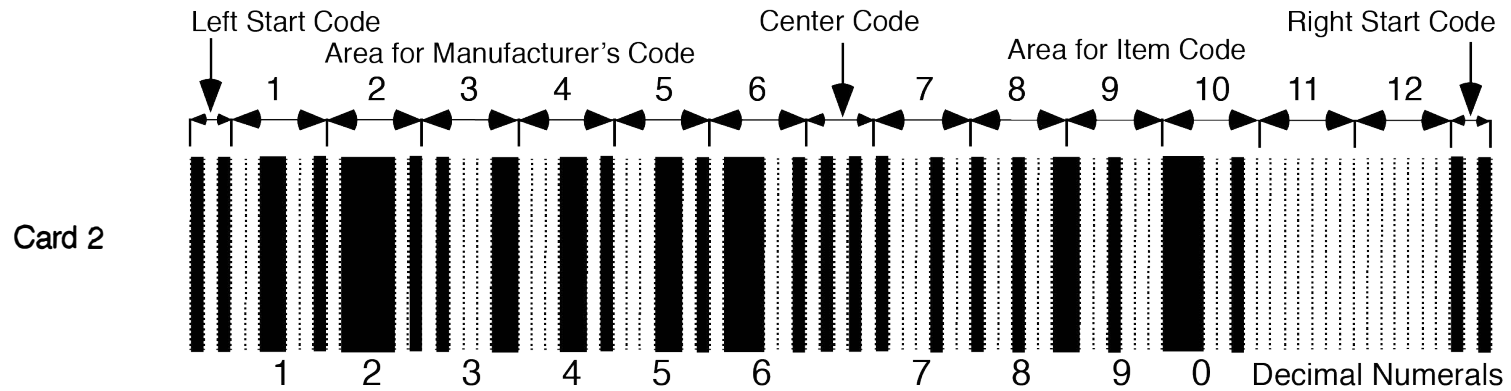 Left Start Code Center Code Right Start Code
Area for Manufacturer's Code Area for Item Code
1 2 3 4 5 6 7 8 9 10 11 12
Card 2
1 2 3 4 5 6 7 8 9 0 Decimal Numerals